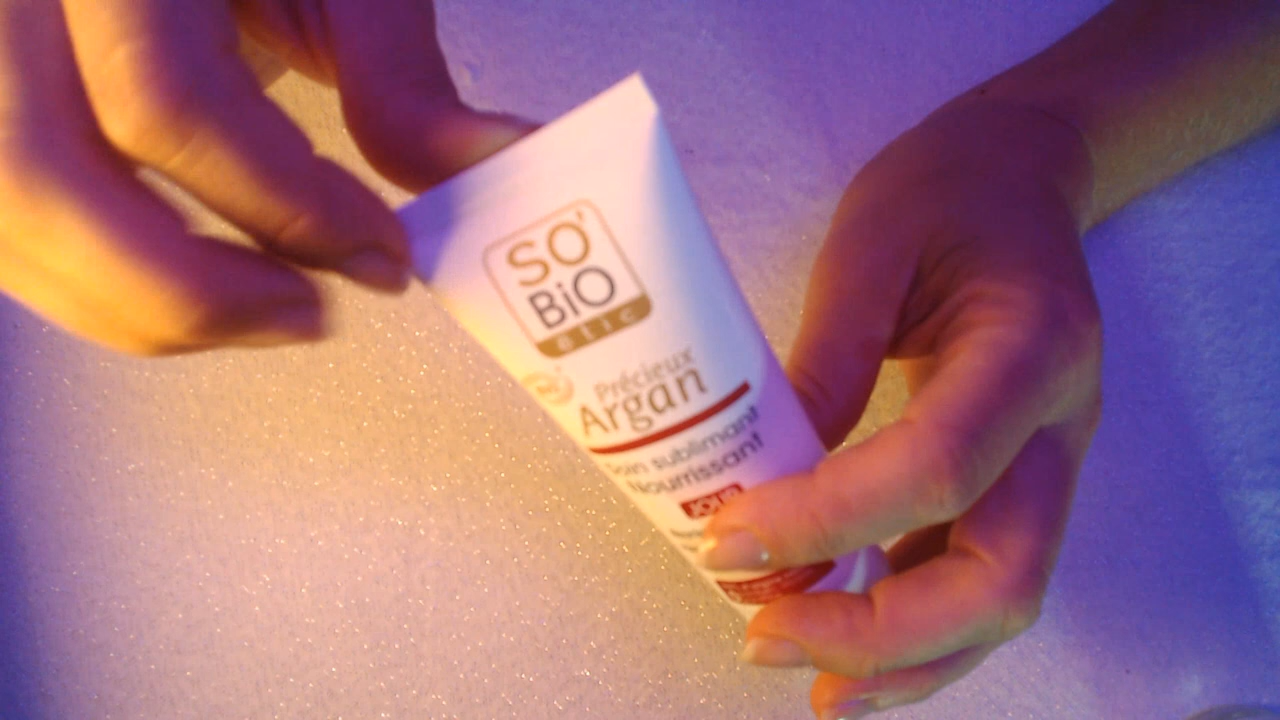 SO'
BiO
étic
Précieux
Argan
Soin sublimant
Nourrissant
JOUR